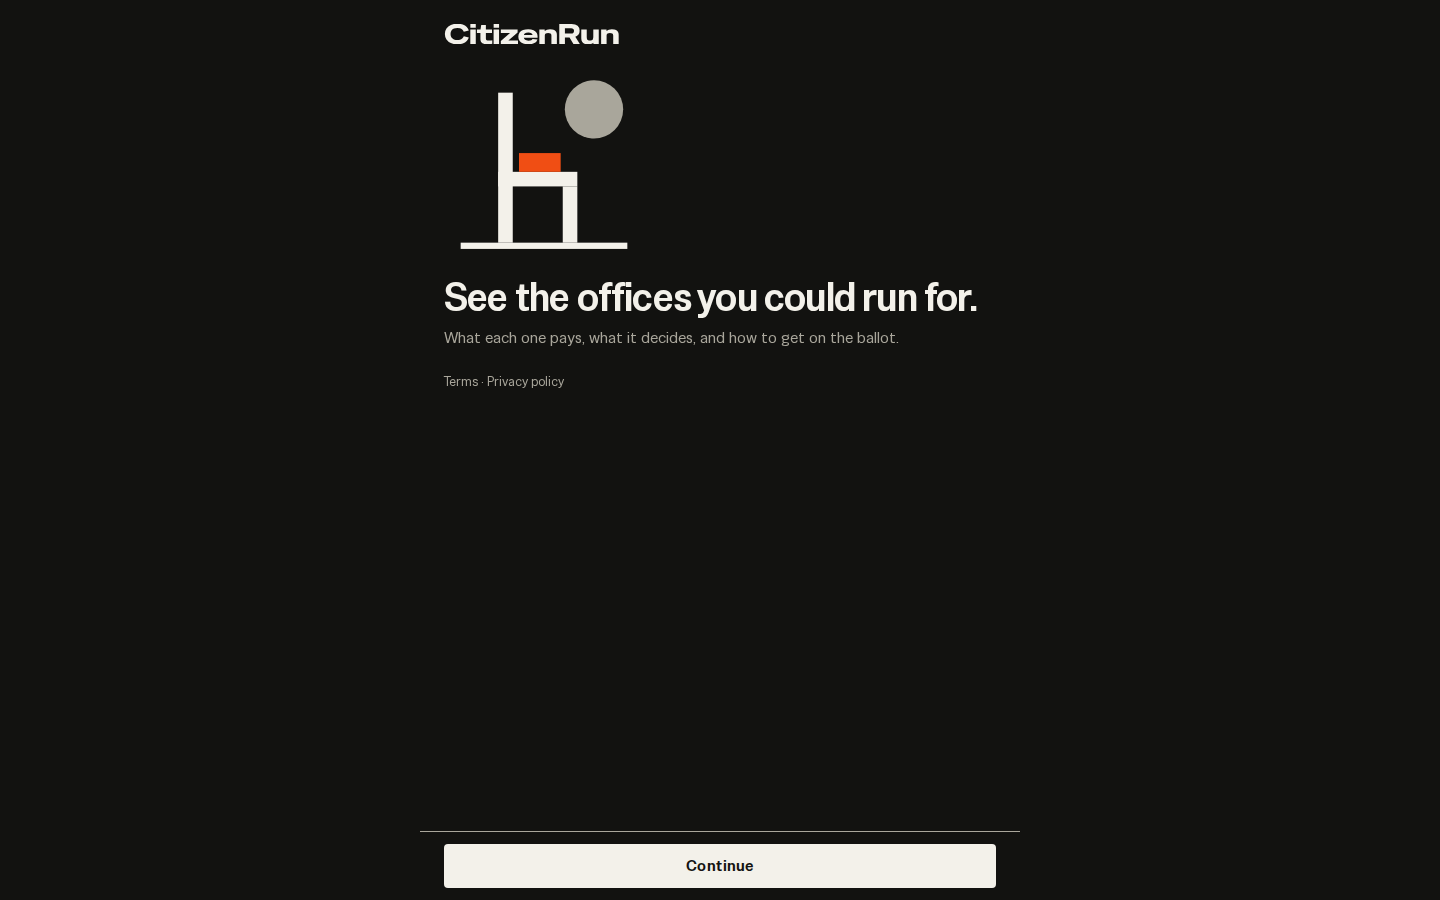 CitizenRun
See the offices you could run for.
What each one pays, what it decides, and how to get on the ballot.
Terms · Privacy policy
Continue